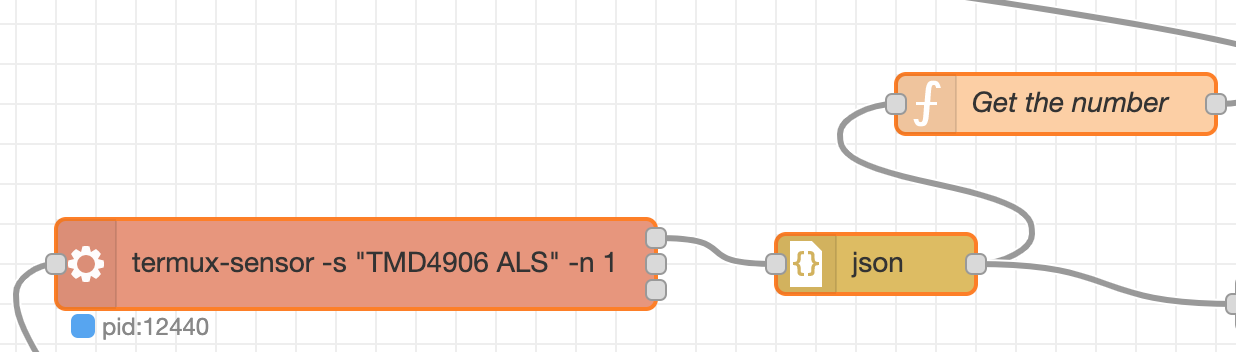 Get the number
termux-sensor -s "TMD4906 ALS" -n 1
json
pid:12440